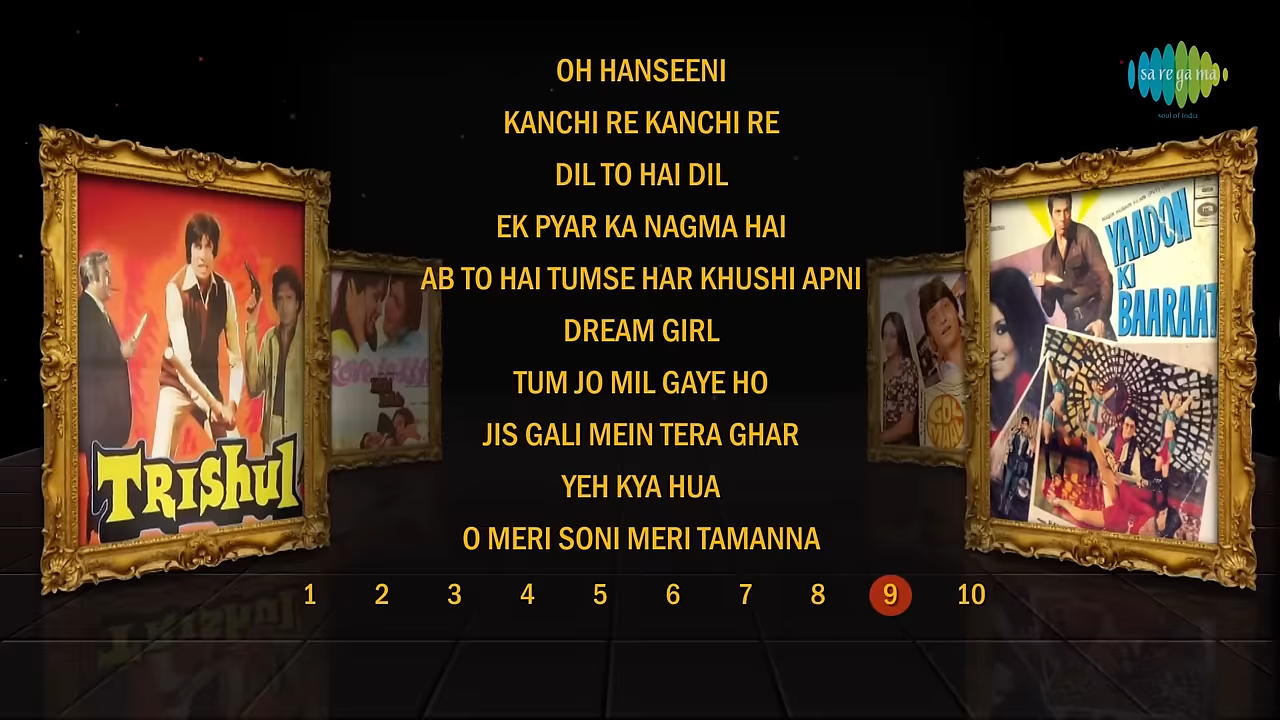 OH HANSEENI
sa re ga ma
soul of India
KANCHI RE KANCHI RE
DIL TO HAI DIL
EK PYAR KA NAGMA HAI
AB TO HAI TUMSE HAR KHUSHI APNI
DREAM GIRL
TUM JO MIL GAYE HO
JIS GALI MEIN TERA GHAR
YEH KYA HUA
O MERI SONI MERI TAMANNA
TRISHUL
YAADON
KI
BAARAAT
1 2 3 4 5 6 7 8 9 10